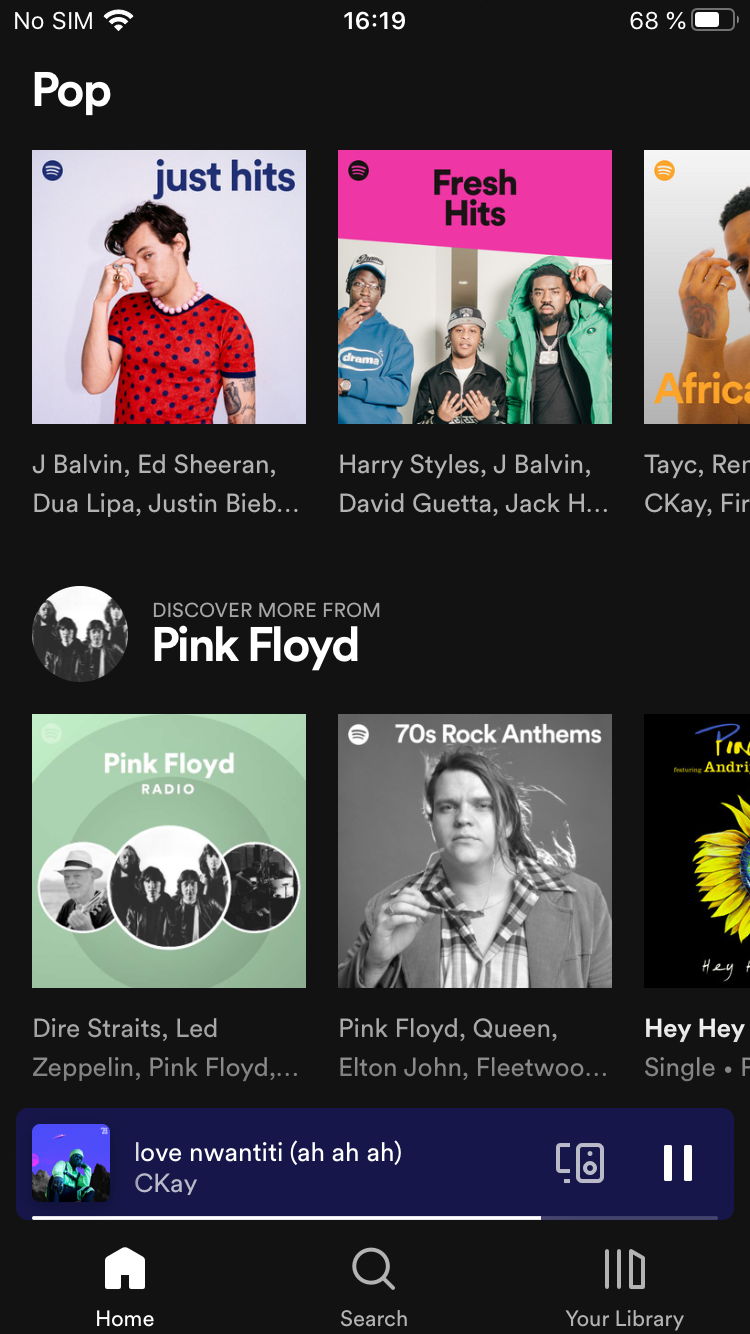 No SIM 16:19 68 %
Pop
just hits
Fresh
Hits
drama
Africa
J Balvin, Ed Sheeran,
Dua Lipa, Justin Bieb...
Harry Styles, J Balvin,
David Guetta, Jack H...
Tayc, Rem
CKay, Fir
DISCOVER MORE FROM
Pink Floyd
Pink Floyd
RADIO
70s Rock Anthems
featuring Andri
Hey
Dire Straits, Led
Zeppelin, Pink Floyd,...
Pink Floyd, Queen,
Elton John, Fleetwoo...
Hey Hey
Single •
love nwantiti (ah ah ah)
CKay
Home
Search
Your Library